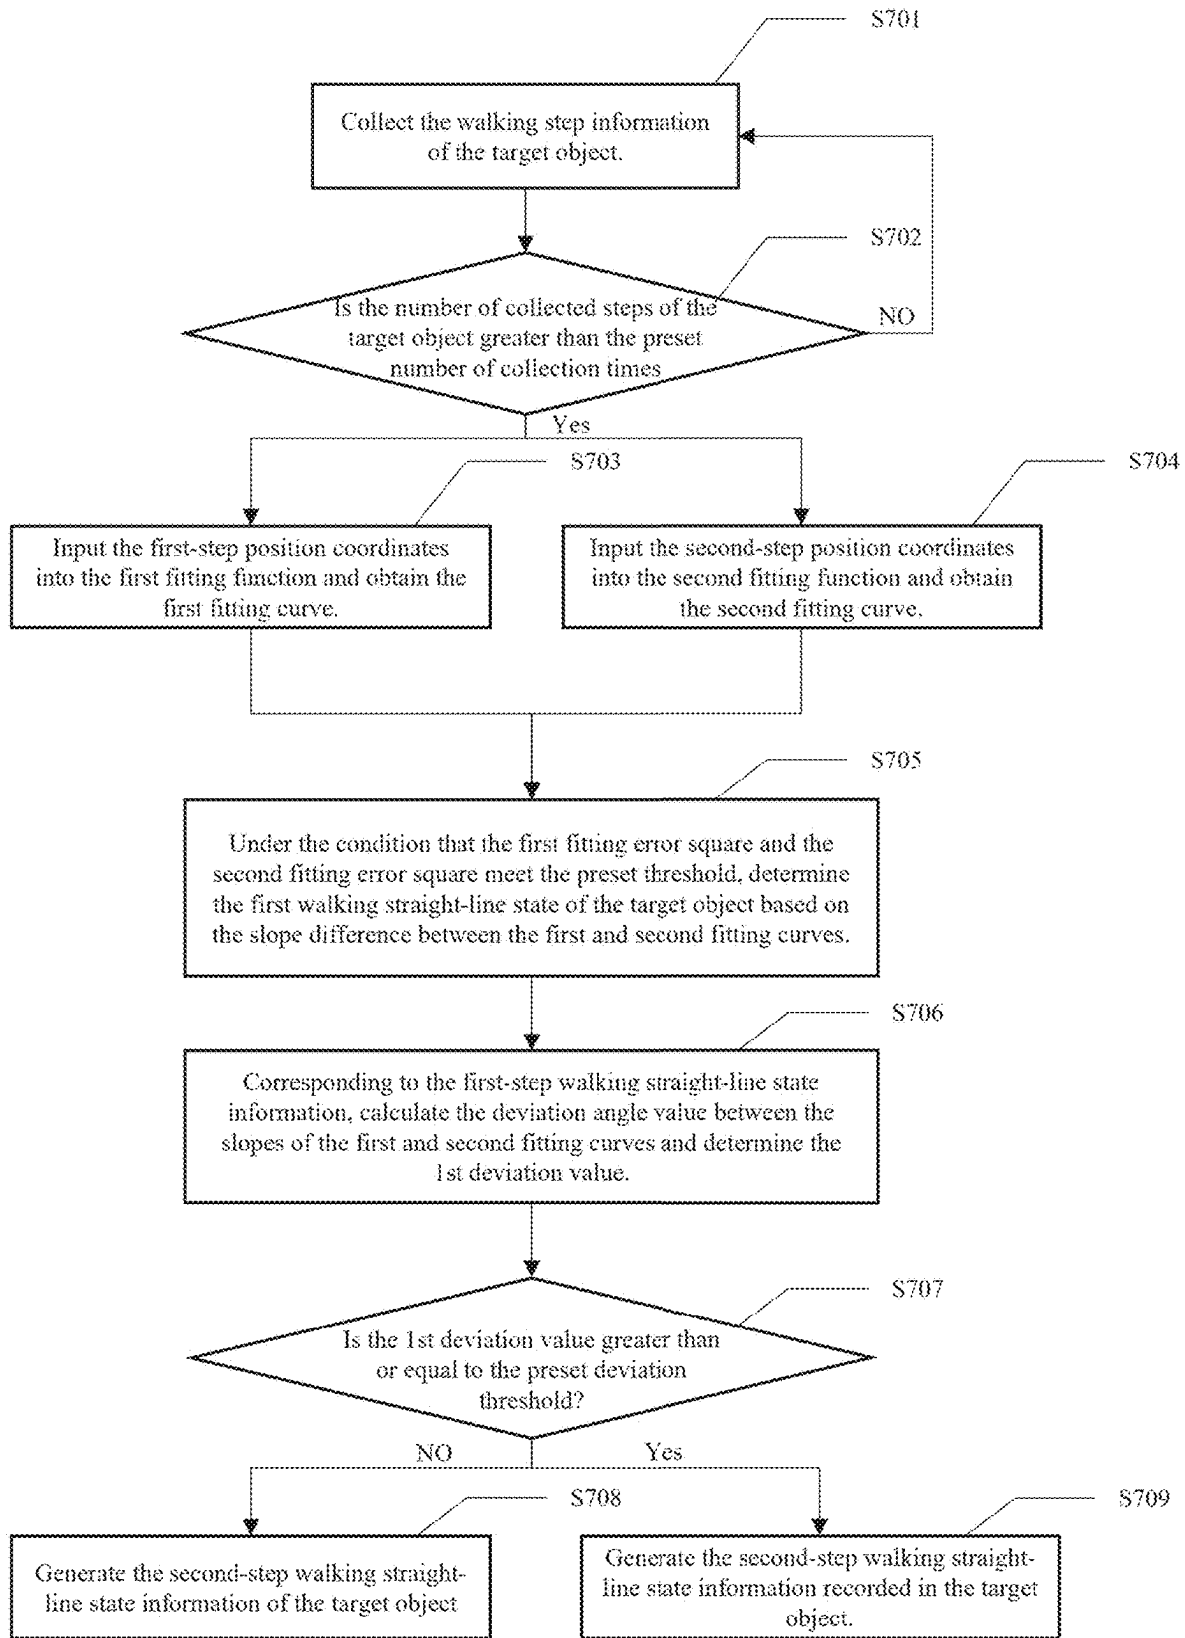 S701
Collect the walking step information
of the target object.
S702
Is the number of collected steps of the
target object greater than the preset
number of collection times
NO
Yes
S703
S704
Input the first-step position coordinates
into the first fitting function and obtain the
first fitting curve.
Input the second-step position coordinates
into the second fitting function and obtain
the second fitting curve.
S705
Under the condition that the first fitting error square and the
second fitting error square meet the preset threshold, determine
the first walking straight-line state of the target object based on
the slope difference between the first and second fitting curves.
S706
Corresponding to the first-step walking straight-line state
information, calculate the deviation angle value between the
slopes of the first and second fitting curves and determine the
1st deviation value.
S707
Is the 1st deviation value greater than
or equal to the preset deviation
threshold?
NO
Yes
S708
S709
Generate the second-step walking straight-
line state information of the target object
Generate the second-step walking straight-
line state information recorded in the target
object.